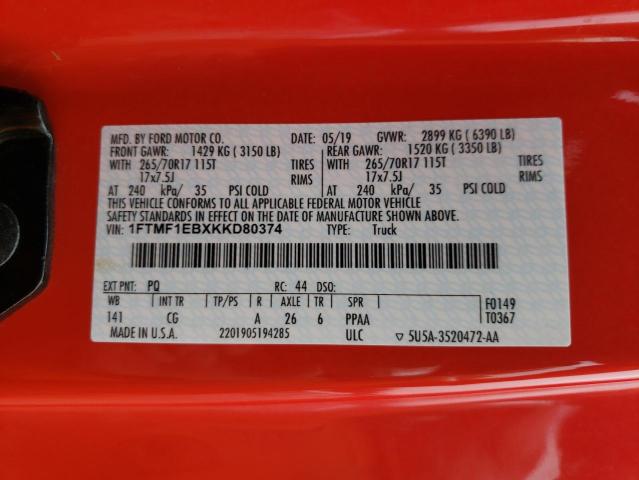 MFD. BY FORD MOTOR CO. DATE: 05/19 GVWR: 2899 KG ( 6390 LB)
FRONT GAWR: 1429 KG ( 3150 LB) REAR GAWR: 1520 KG ( 3350 LB)
WITH 265/70R17 115T TIRES WITH 265/70R17 115T TIRES
17x7.5J RIMS 17x7.5J RIMS
AT 240 kPa/ 35 PSI COLD AT 240 kPa/ 35 PSI COLD
THIS VEHICLE CONFORMS TO ALL APPLICABLE FEDERAL MOTOR VEHICLE
SAFETY STANDARDS IN EFFECT ON THE DATE OF MANUFACTURE SHOWN ABOVE.
VIN: 1FTMF1EBXKKD80374 TYPE: Truck
EXT PNT: PQ RC: 44 DSO:
WB INT TR TP/PS R AXLE TR SPR F0149
141 CG A 26 6 PPAA T0367
MADE IN U.S.A. 2201905194285 ULC 5U5A-3520472-AA